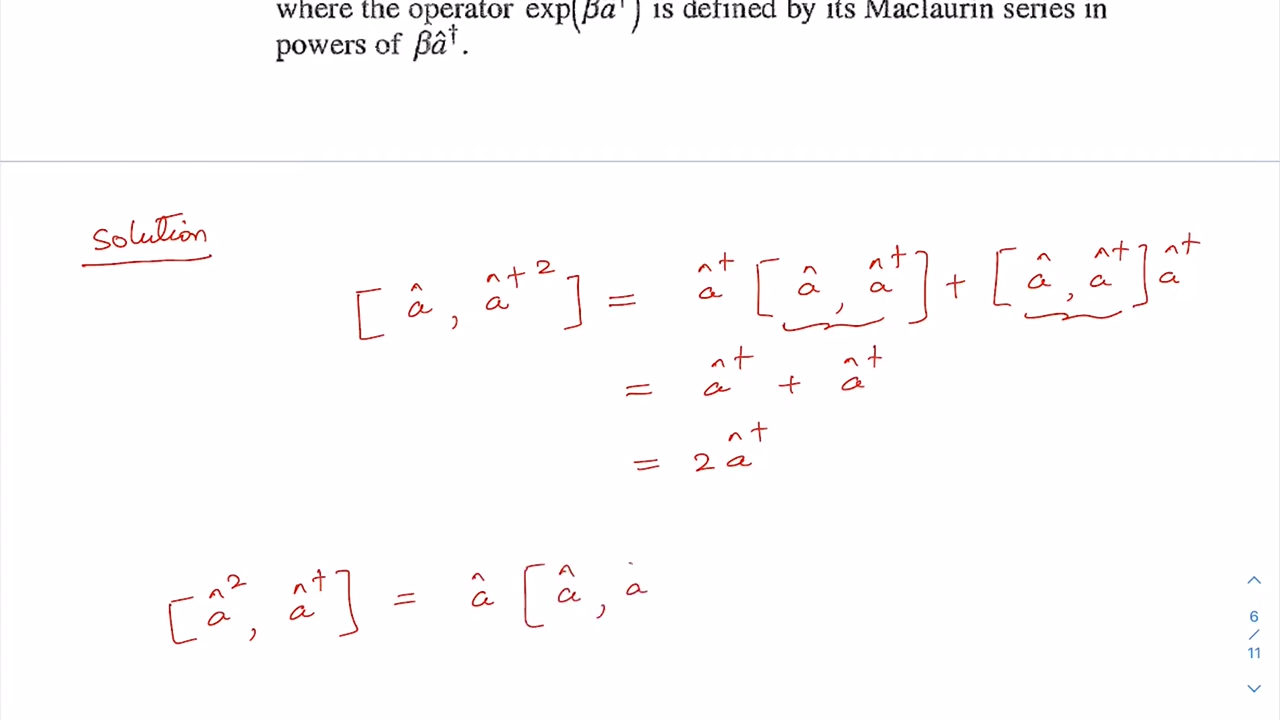 where the operator exp(βâ†) is defined by its Maclaurin series in
powers of βâ†.
Solution
[ â , â†² ] = â† [ â , â† ] + [ â , â† ] â†
= â† + â†
= 2 â†
[ â² , â† ] = â [ â , a
6
/
11